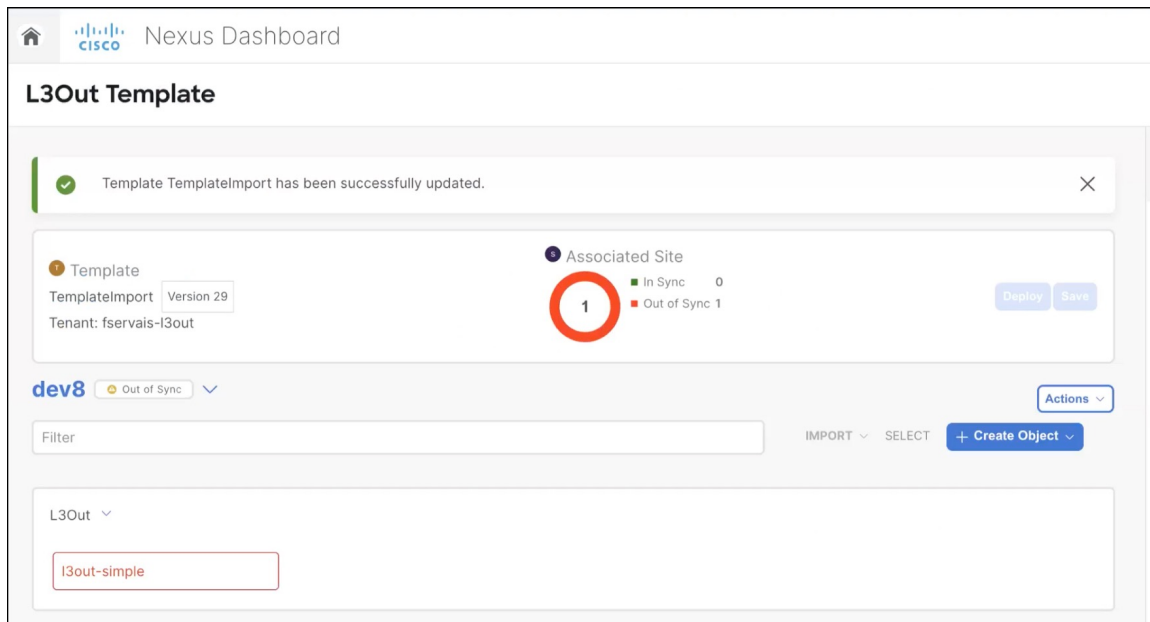 CISCO Nexus Dashboard
L3Out Template
Template TemplateImport has been successfully updated.
T Template
TemplateImport Version 29
Tenant: fservais-l3out
S Associated Site
1
In Sync 0
Out of Sync 1
Deploy Save
dev8 Out of Sync
Actions
Filter
IMPORT SELECT + Create Object
L3Out
l3out-simple